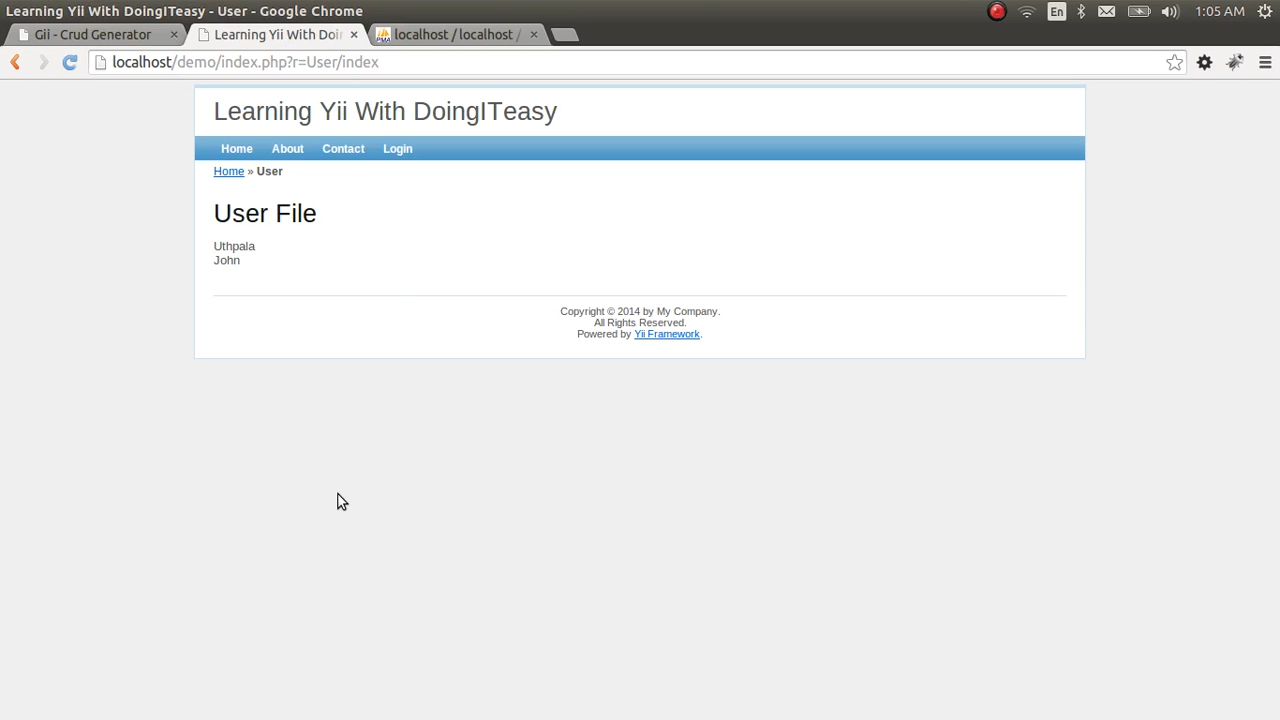 Learning Yii With DoingITeasy - User - Google Chrome
En
1:05 AM
Gii - Crud Generator
Learning Yii With Doi
localhost / localhost /
localhost/demo/index.php?r=User/index
Learning Yii With DoingITeasy
Home About Contact Login
Home » User
User File
Uthpala
John
Copyright © 2014 by My Company.
All Rights Reserved.
Powered by Yii Framework.